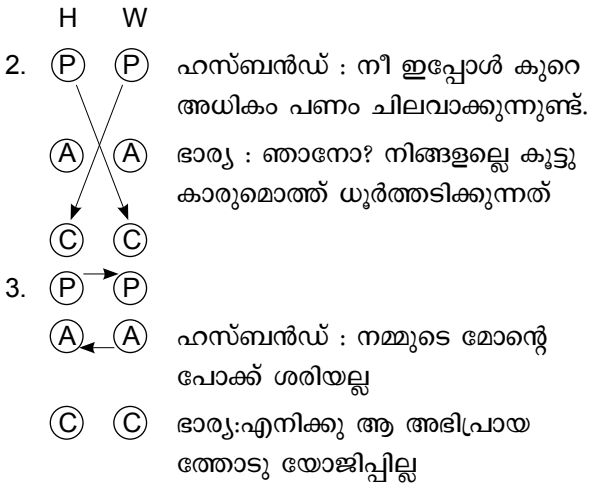 H W
2. P P ഹസ്ബൻഡ് : നീ ഇപ്പോൾ കുറെ
അധികം പണം ചിലവാക്കുന്നുണ്ട്.
A A ഭാര്യ : ഞാനോ? നിങ്ങളല്ലെ കൂട്ടു
കാരുമൊത്ത് ധൂർത്തടിക്കുന്നത്
C C
3. P P
A A ഹസ്ബൻഡ് : നമ്മുടെ മോന്റെ
പോക്ക് ശരിയല്ല
C C ഭാര്യ:എനിക്കു ആ അഭിപ്രായ
ത്തോടു യോജിപ്പില്ല